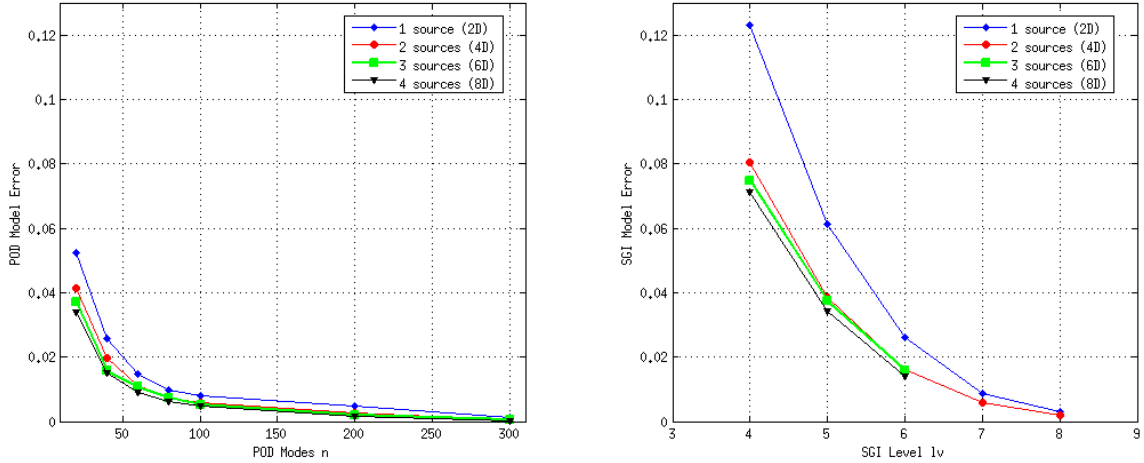 1 source (2D)
2 sources (4D)
3 sources (6D)
4 sources (8D)
0.12
0.1
0.08
0.06
0.04
0.02
0
POD Model Error
50
100
150
200
250
300
POD Modes n
1 source (2D)
2 sources (4D)
3 sources (6D)
4 sources (8D)
0.12
0.1
0.08
0.06
0.04
0.02
0
SGI Model Error
3
4
5
6
7
8
9
SGI Level lv